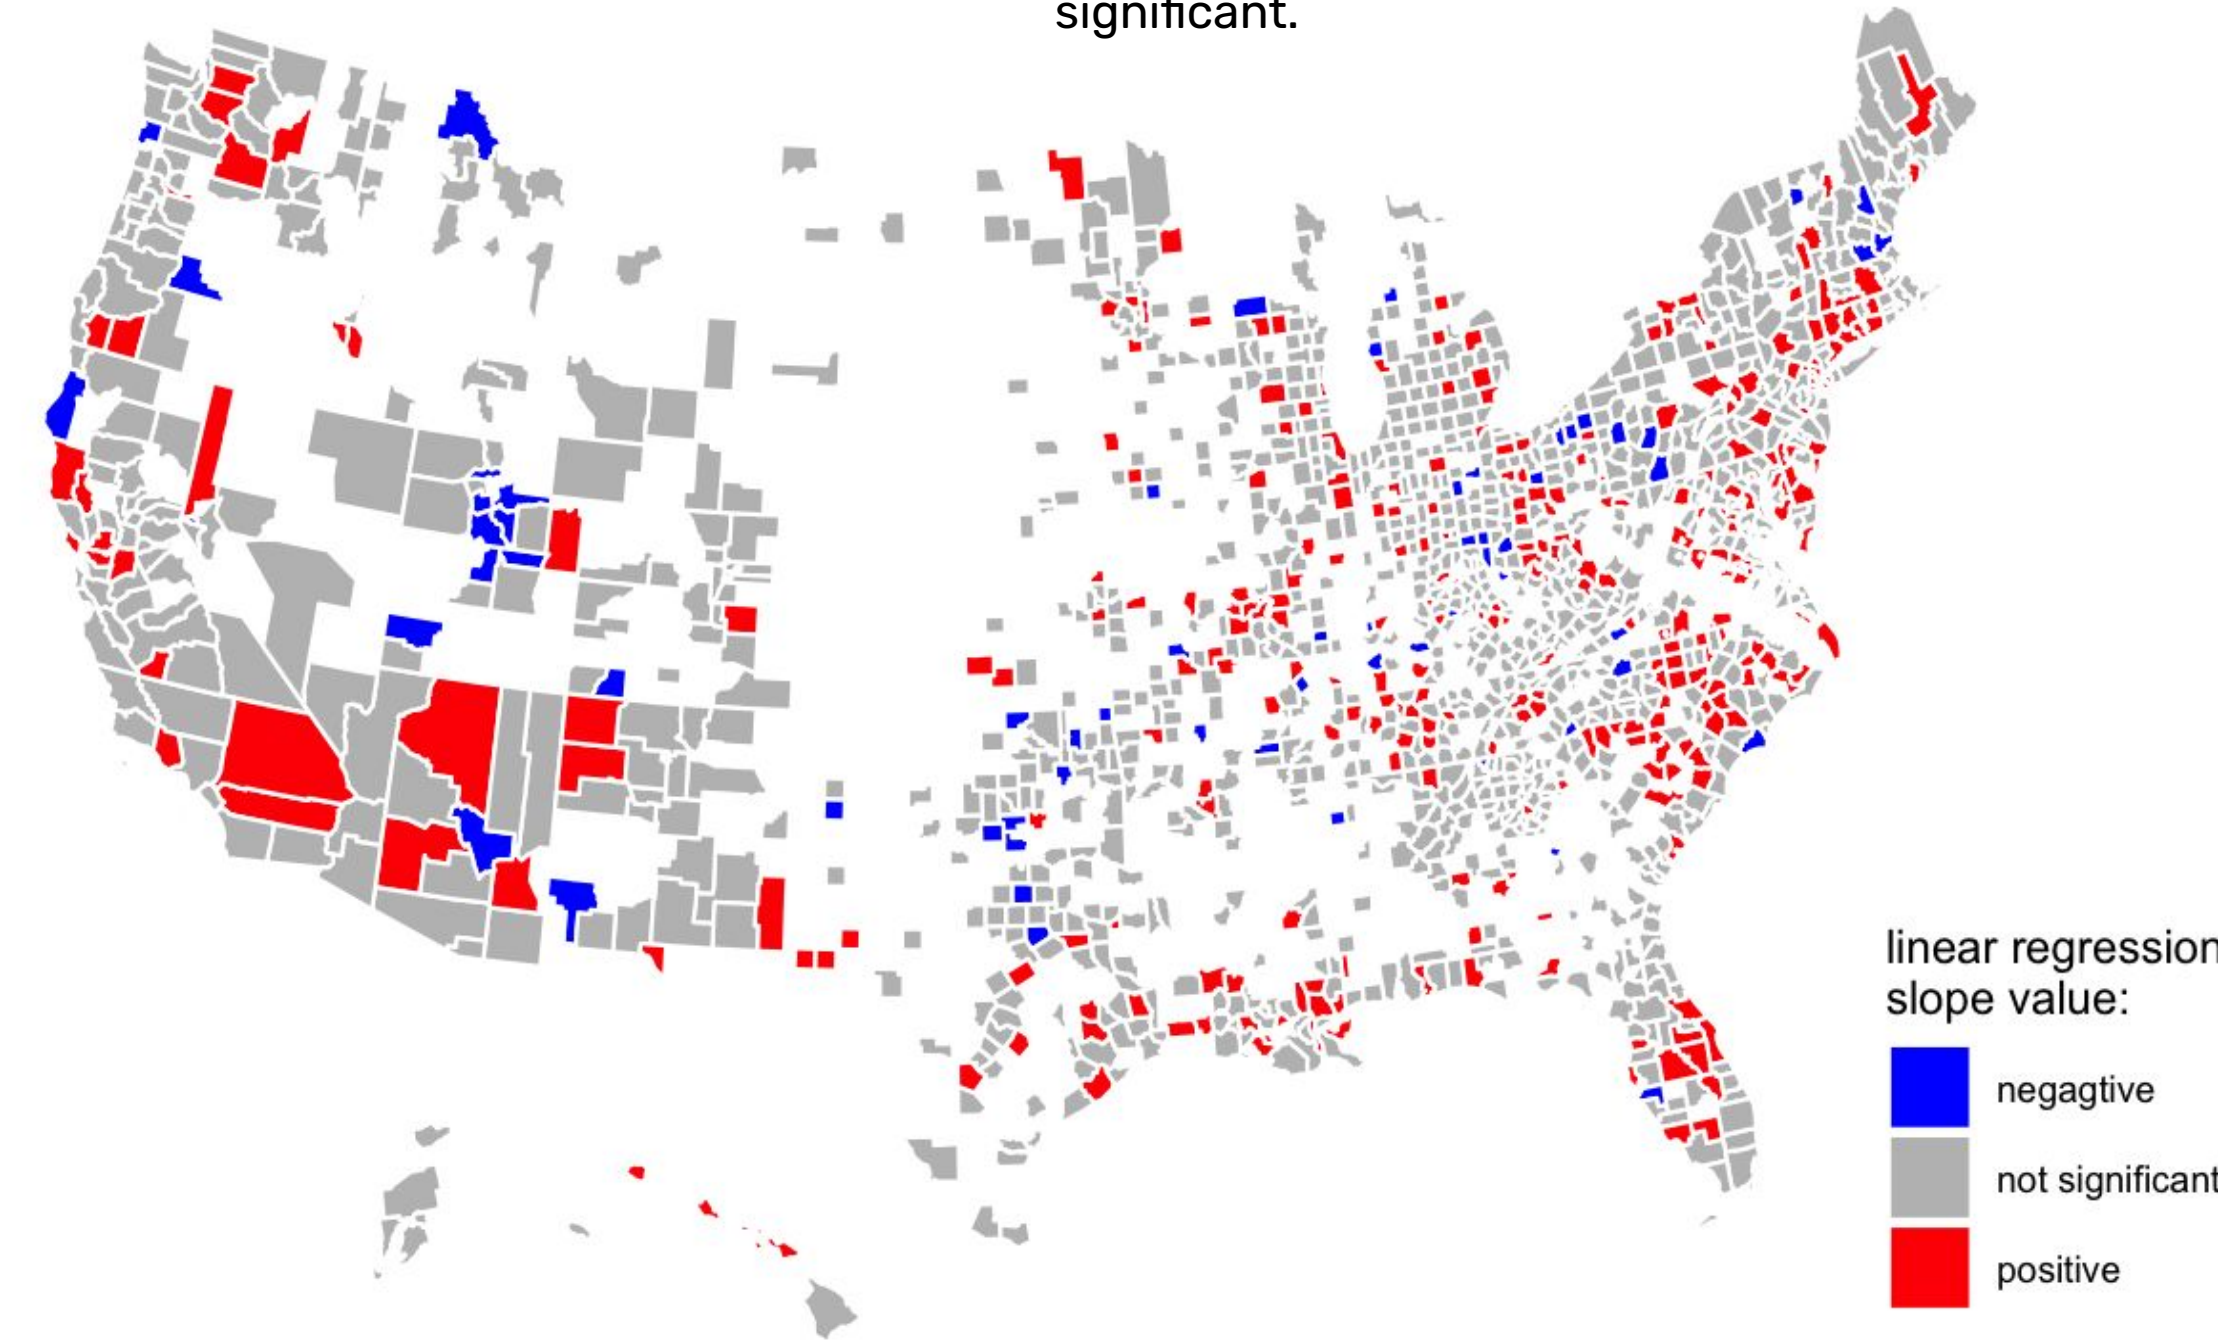 significant.
linear regression
slope value:
negagtive
not significant
positive